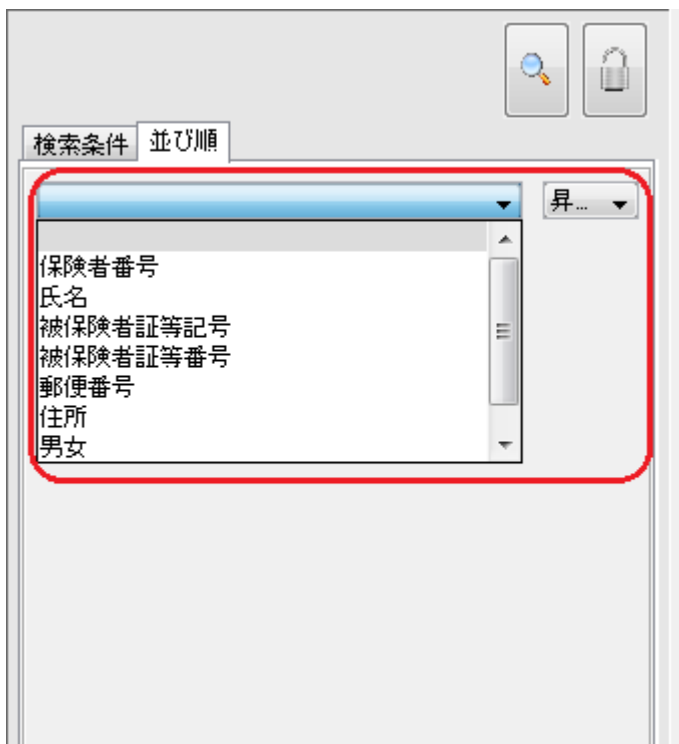 検索条件 並び順
昇...
保険者番号
氏名
被保険者証等記号
被保険者証等番号
郵便番号
住所
男女